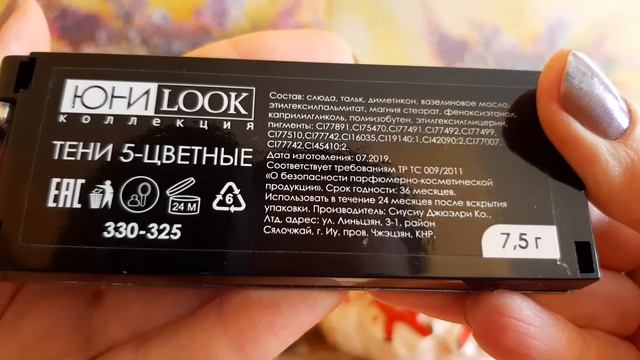 ЮНИ LOOK
коллекция
ТЕНИ 5-ЦВЕТНЫЕ
EAC
24 M
6
330-325
Состав: слюда, тальк, диметикон, вазелиновое масло,
этилгексилпальмитат, магния стеарат, феноксиэтанол,
каприлилгликоль, полиизобутен, этилгексилглицерин,
пигменты: CI77891,CI75470,CI77491,CI77492,CI77499,
CI77510,CI77742,CI16035,CI19140:1,CI42090:2,CI77007,
CI77742,CI45410:2.
Дата изготовления: 07.2019.
Соответствует требованиям ТР ТС 009/2011
«О безопасности парфюмерно-косметической
продукции». Срок годности: 36 месяцев.
Использовать в течение 24 месяцев после вскрытия
упаковки. Производитель: Сиусиу Джюэлри Ко.,
Лтд, адрес: ул. Линьцзян, 3-1, район
Сялочжай, г. Иу, пров. Чжэцзян, КНР.
7,5 г